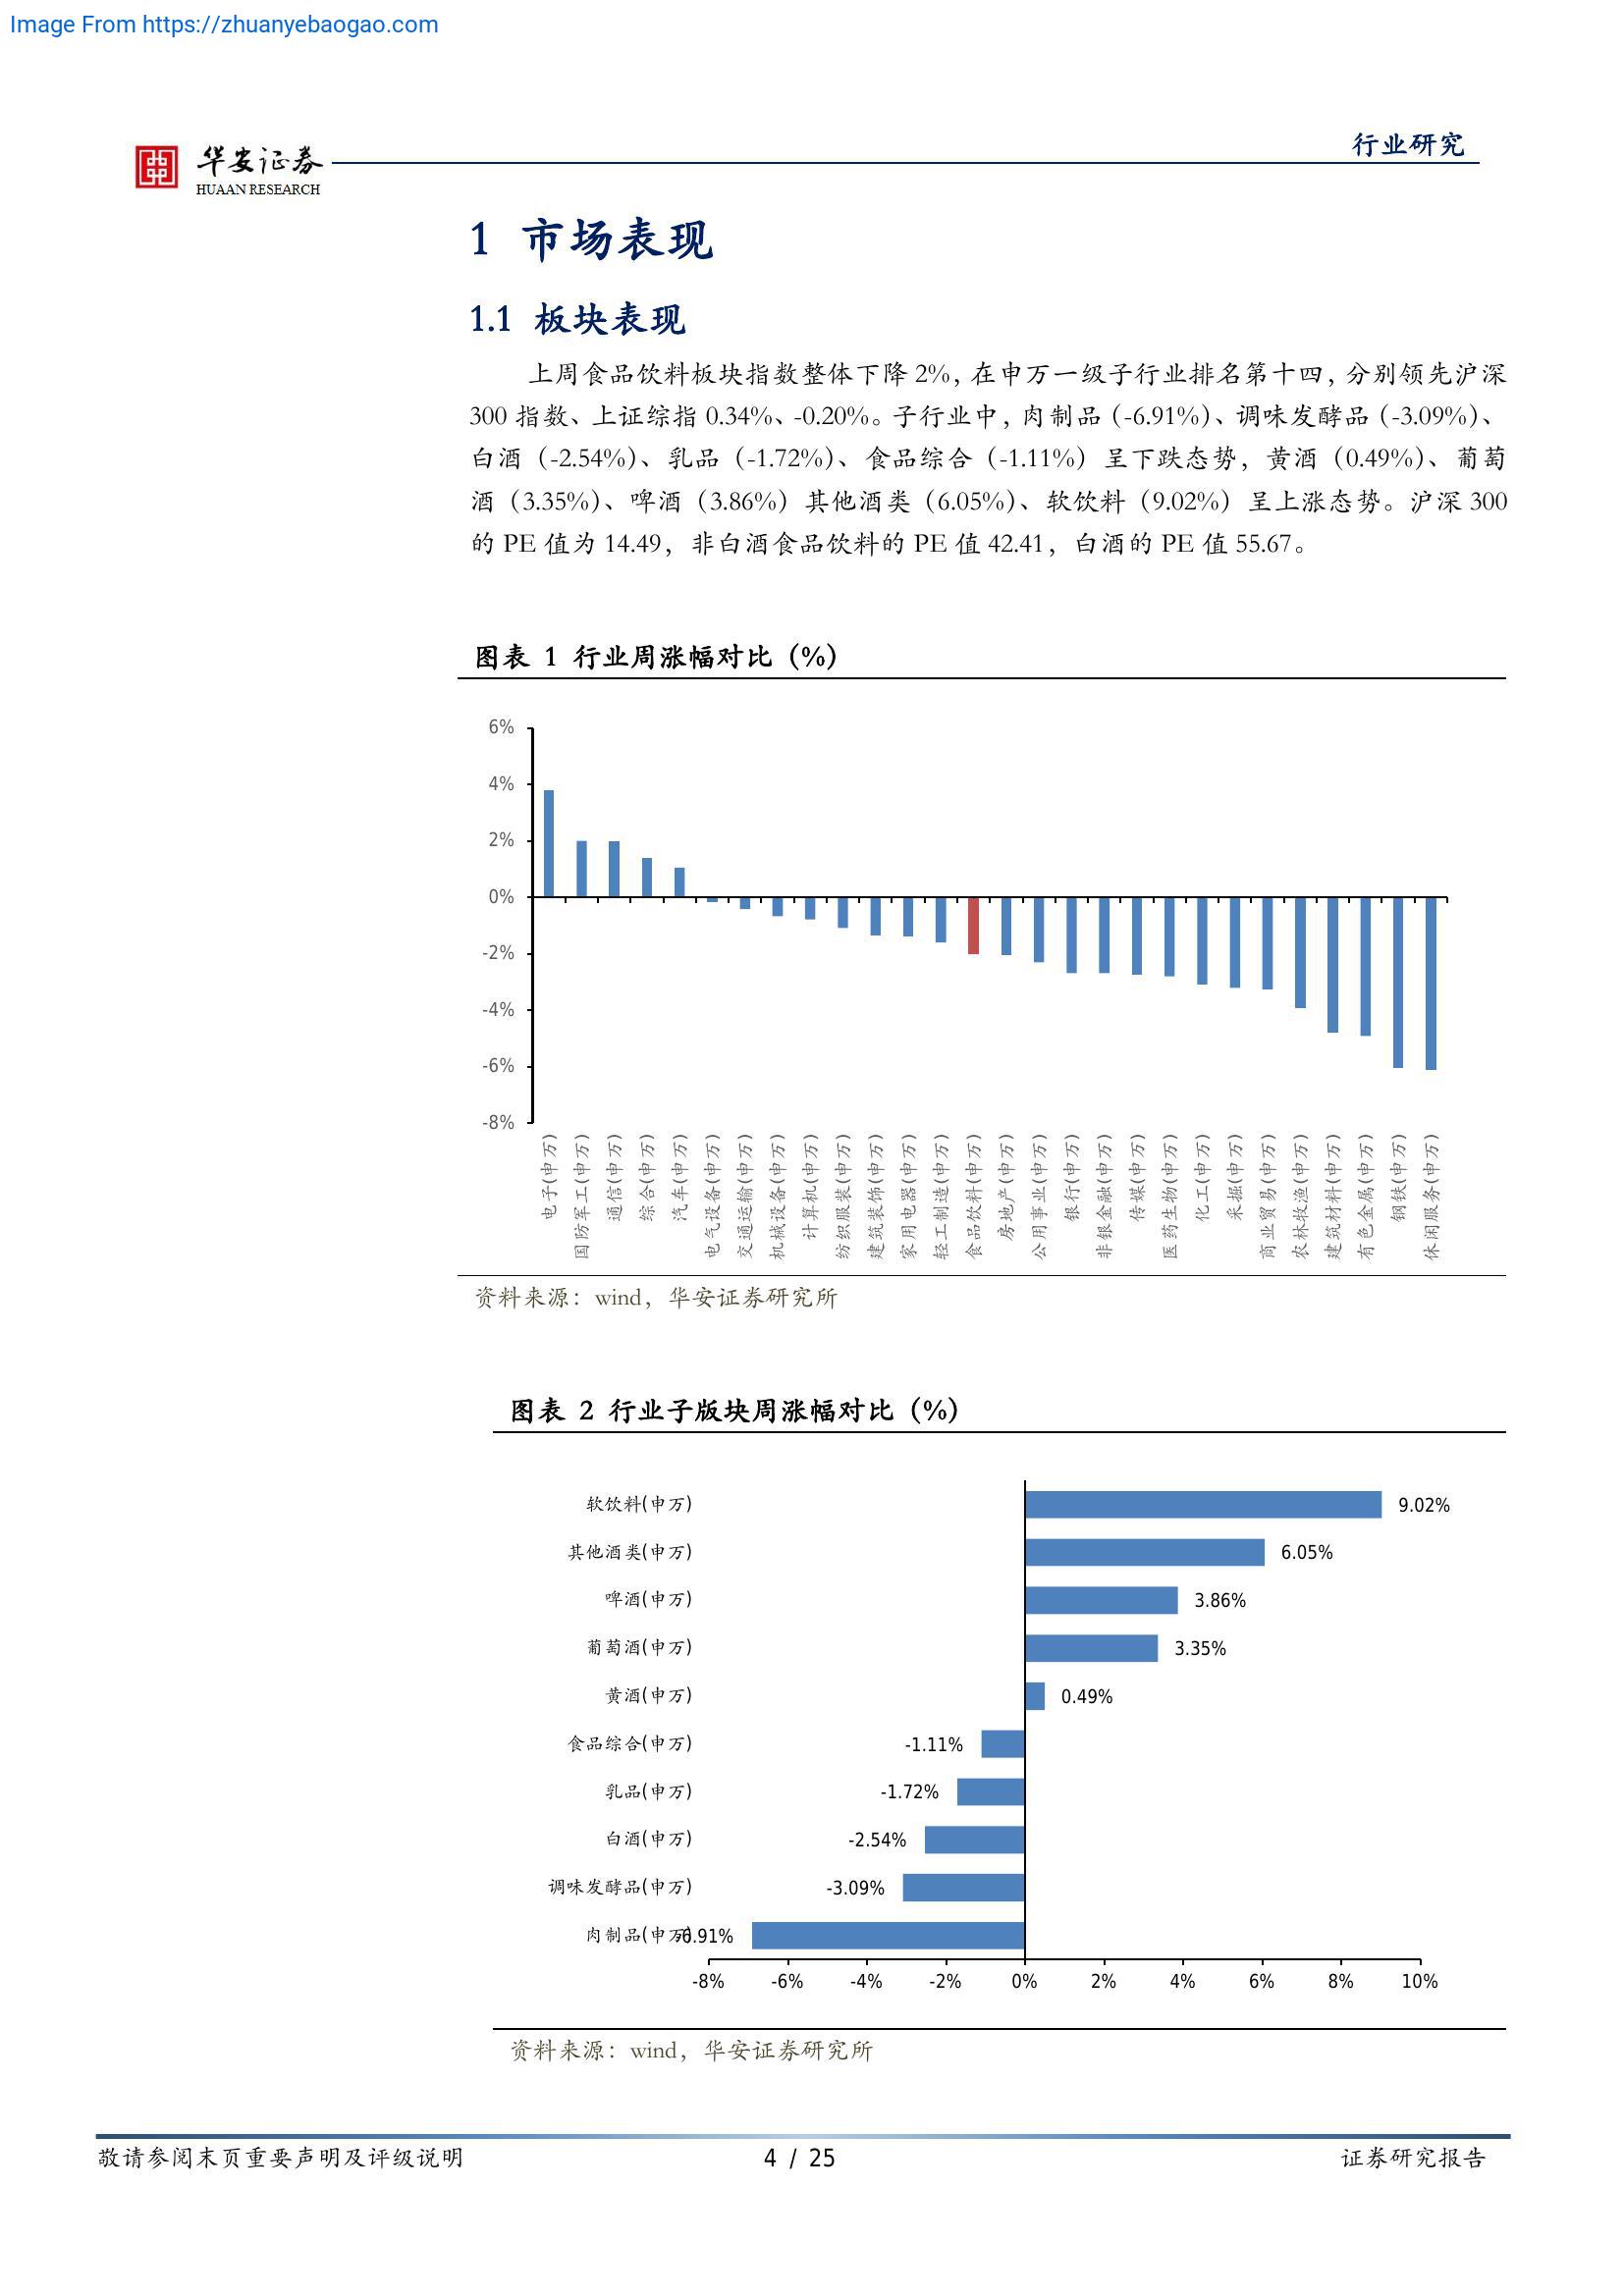 Image From https://zhuanyebaogao.com
华安证券
HUAAN RESEARCH
行业研究
1 市场表现
1.1 板块表现
上周食品饮料板块指数整体下降 2%，在申万一级子行业排名第十四，分别领先沪深
300 指数、上证综指 0.34%、-0.20%。子行业中，肉制品（-6.91%）、调味发酵品（-3.09%）、
白酒（-2.54%）、乳品（-1.72%）、食品综合（-1.11%）呈下跌态势，黄酒（0.49%）、葡萄
酒（3.35%）、啤酒（3.86%）其他酒类（6.05%）、软饮料（9.02%）呈上涨态势。沪深 300
的 PE 值为 14.49，非白酒食品饮料的 PE 值 42.41，白酒的 PE 值 55.67。
图表 1 行业周涨幅对比（%）
6%
4%
2%
0%
-2%
-4%
-6%
-8%
电子(申万)
国防军工(申万)
通信(申万)
综合(申万)
汽车(申万)
电气设备(申万)
交通运输(申万)
机械设备(申万)
计算机(申万)
纺织服装(申万)
建筑装饰(申万)
家用电器(申万)
轻工制造(申万)
食品饮料(申万)
房地产(申万)
公用事业(申万)
银行(申万)
非银金融(申万)
传媒(申万)
医药生物(申万)
化工(申万)
采掘(申万)
商业贸易(申万)
农林牧渔(申万)
建筑材料(申万)
有色金属(申万)
钢铁(申万)
休闲服务(申万)
资料来源：wind，华安证券研究所
图表 2 行业子版块周涨幅对比（%）
软饮料(申万) 9.02%
其他酒类(申万) 6.05%
啤酒(申万) 3.86%
葡萄酒(申万) 3.35%
黄酒(申万) 0.49%
食品综合(申万) -1.11%
乳品(申万) -1.72%
白酒(申万) -2.54%
调味发酵品(申万) -3.09%
肉制品(申万) -6.91%
-8% -6% -4% -2% 0% 2% 4% 6% 8% 10%
资料来源：wind，华安证券研究所
敬请参阅末页重要声明及评级说明 4 / 25 证券研究报告